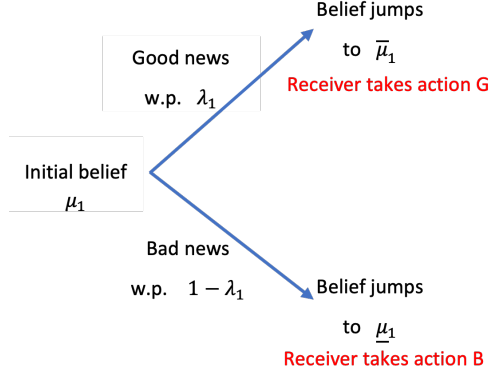 Belief jumps
to μ̅₁
Receiver takes action G
Good news
w.p. λ₁
Initial belief
μ₁
Bad news
w.p. 1 − λ₁
Belief jumps
to μ̲₁
Receiver takes action B